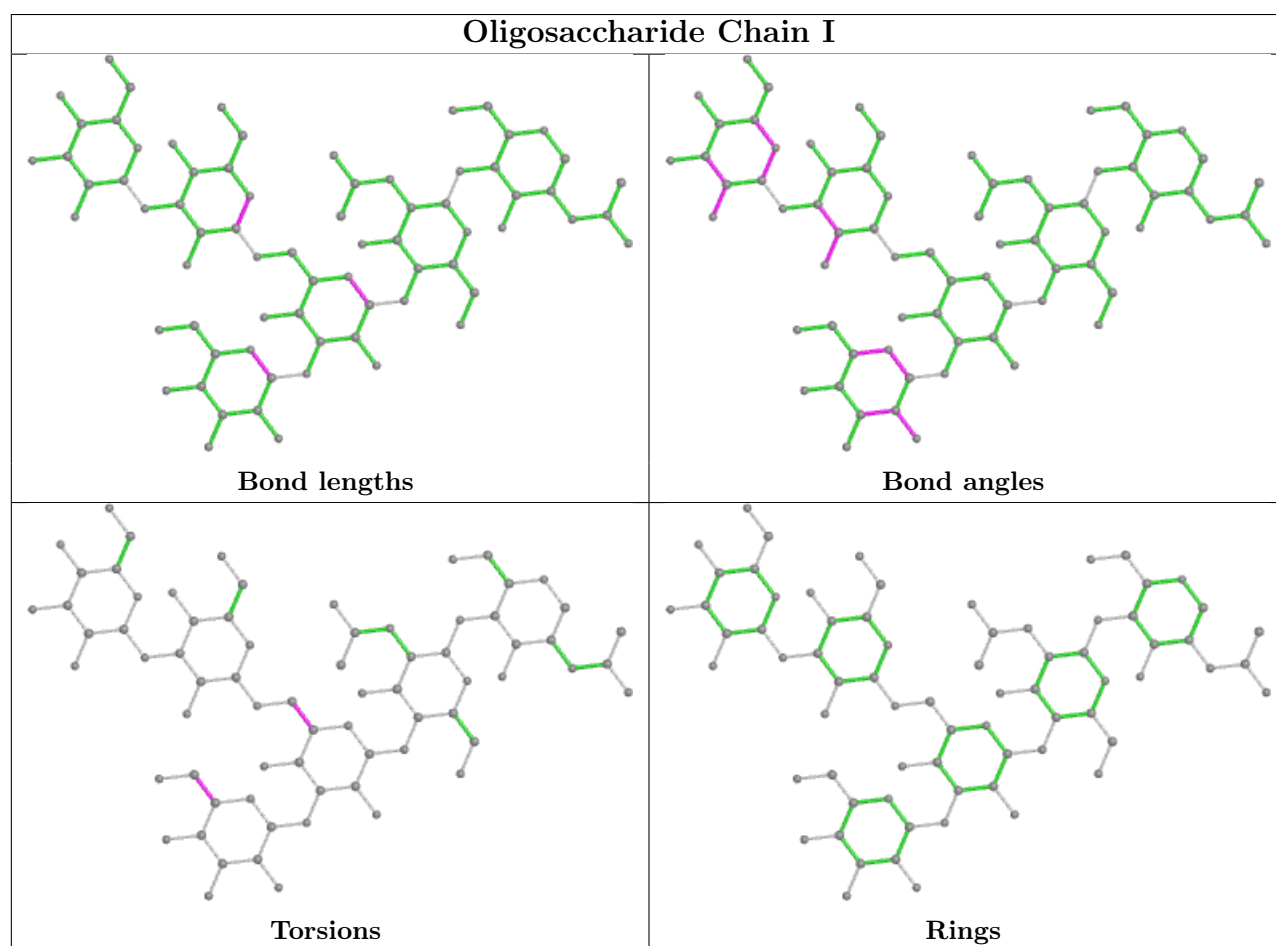 Oligosaccharide Chain I
Bond lengths
Bond angles
Torsions
Rings